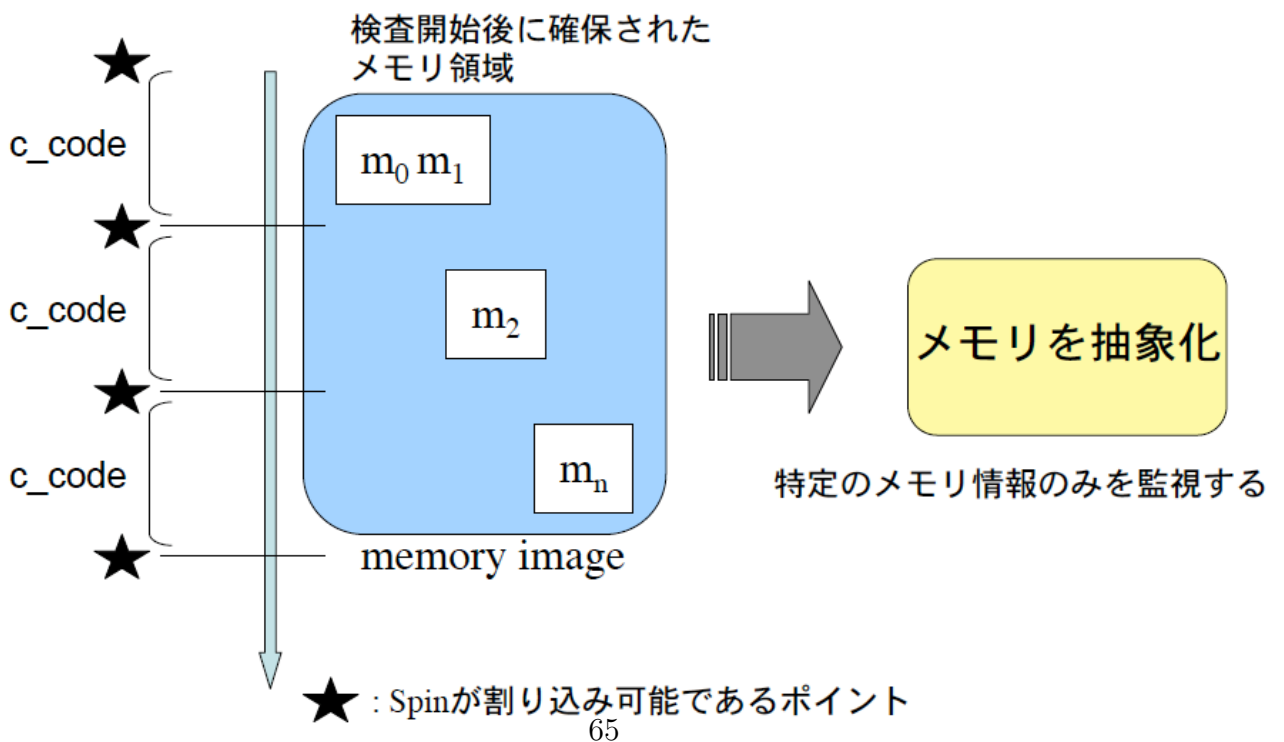 検査開始後に確保された
メモリ領域
c_code
m₀ m₁
c_code
m₂
メモリを抽象化
c_code
mₙ
特定のメモリ情報のみを監視する
memory image
★ : Spinが割り込み可能であるポイント
65